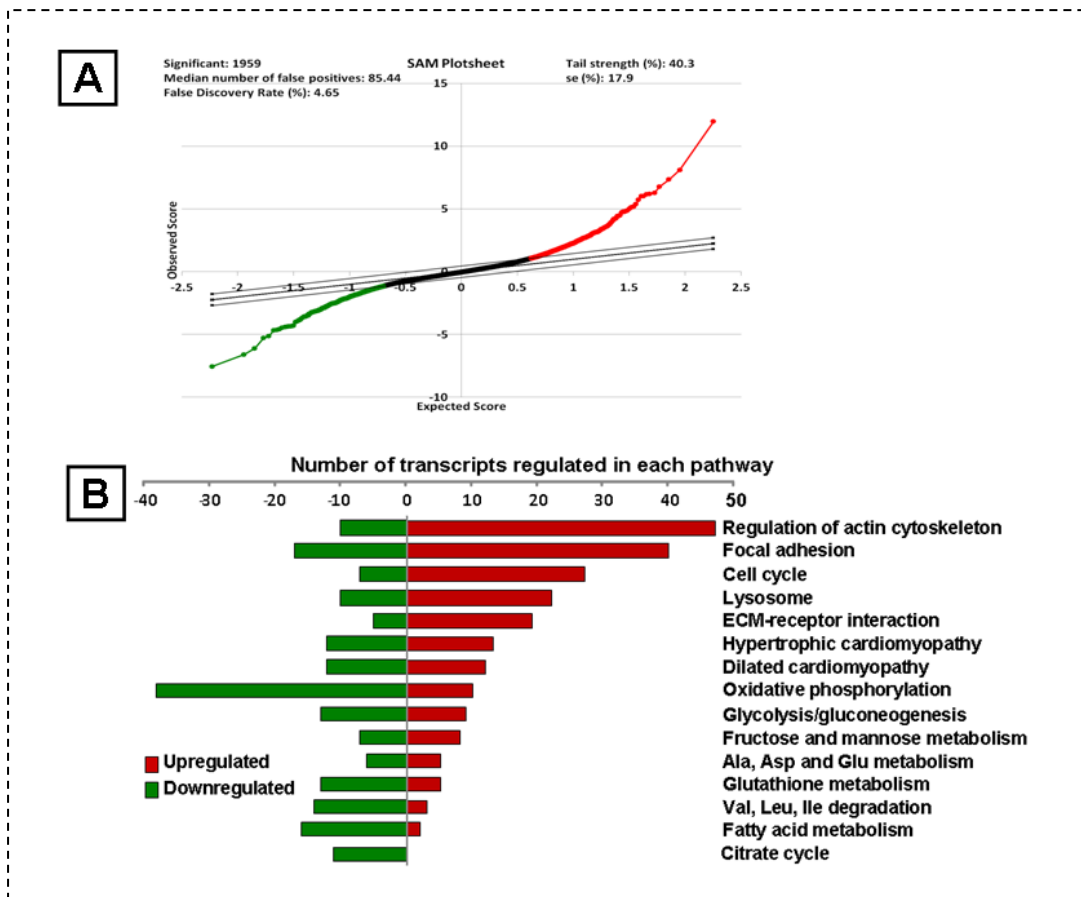 A
Significant: 1959
Median number of false positives: 85.44
False Discovery Rate (%): 4.65
SAM Plotsheet
Tail strength (%): 40.3
se (%): 17.9
15
10
5
0
-5
-10
-2.5 -2 -1.5 -1 -0.5 0 0.5 1 1.5 2 2.5
Observed Score
Expected Score
B
Number of transcripts regulated in each pathway
-40 -30 -20 -10 0 10 20 30 40 50
Regulation of actin cytoskeleton
Focal adhesion
Cell cycle
Lysosome
ECM-receptor interaction
Hypertrophic cardiomyopathy
Dilated cardiomyopathy
Oxidative phosphorylation
Glycolysis/gluconeogenesis
Fructose and mannose metabolism
Ala, Asp and Glu metabolism
Glutathione metabolism
Val, Leu, Ile degradation
Fatty acid metabolism
Citrate cycle
Upregulated
Downregulated